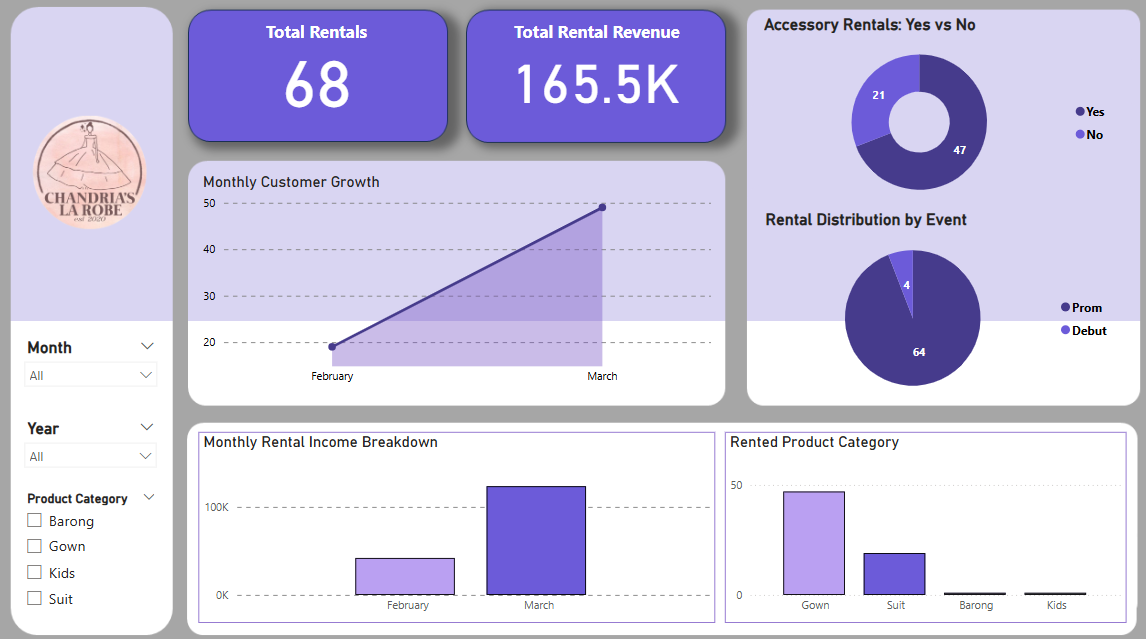 CHANDRIA'S
LA ROBE
est 2020
Month
All
Year
All
Product Category
Barong
Gown
Kids
Suit
Total Rentals
68
Total Rental Revenue
165.5K
Monthly Customer Growth
50
40
30
20
February
March
Accessory Rentals: Yes vs No
21
47
Yes
No
Rental Distribution by Event
4
64
Prom
Debut
Monthly Rental Income Breakdown
100K
0K
February
March
Rented Product Category
50
0
Gown
Suit
Barong
Kids